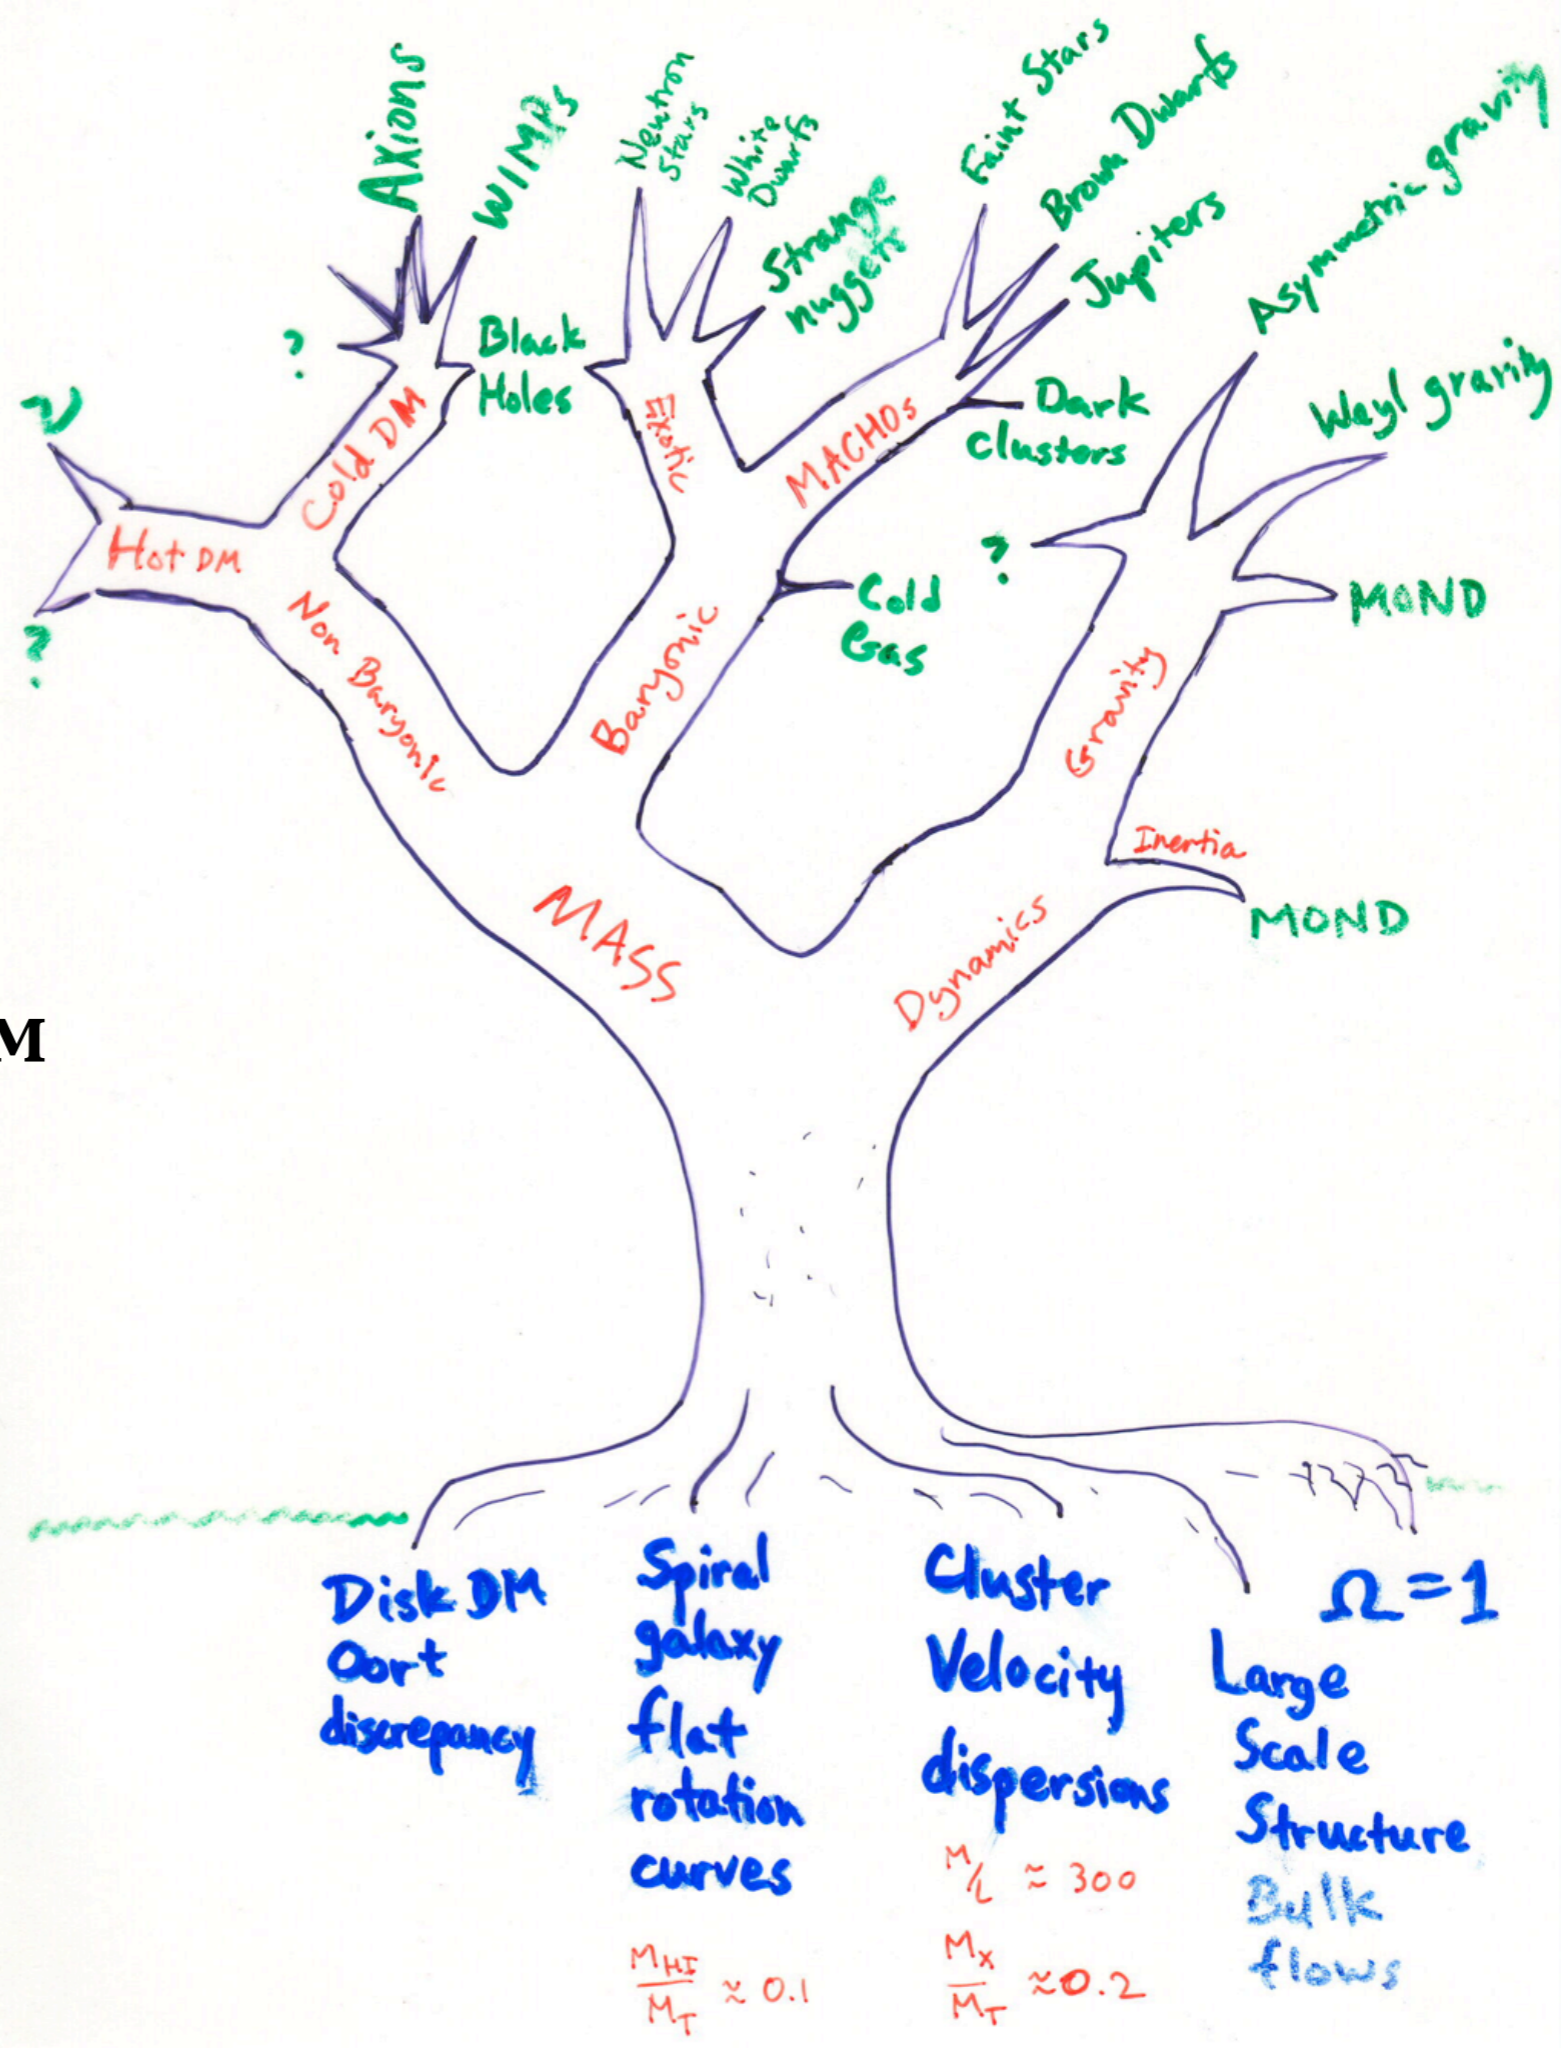 Axions
WIMPs
Neutron
Stars
White
Dwarfs
Strange
nuggets
Faint Stars
Brown Dwarfs
Jupiters
Asymmetric gravity
Weyl gravity
?
Black
Holes
ν
Cold DM
Exotic
MACHOs
Dark
clusters
Hot DM
?
?
Non Baryonic
Baryonic
Cold
Gas
Gravity
MOND
Inertia
MOND
MASS
Dynamics
M
Disk DM
Oort
discrepancy
Spiral
galaxy
flat
rotation
curves
M_HI/M_T ≈ 0.1
Cluster
Velocity
dispersions
M/L ≈ 300
M_X/M_T ≈ 0.2
Ω = 1
Large
Scale
Structure
Bulk
flows